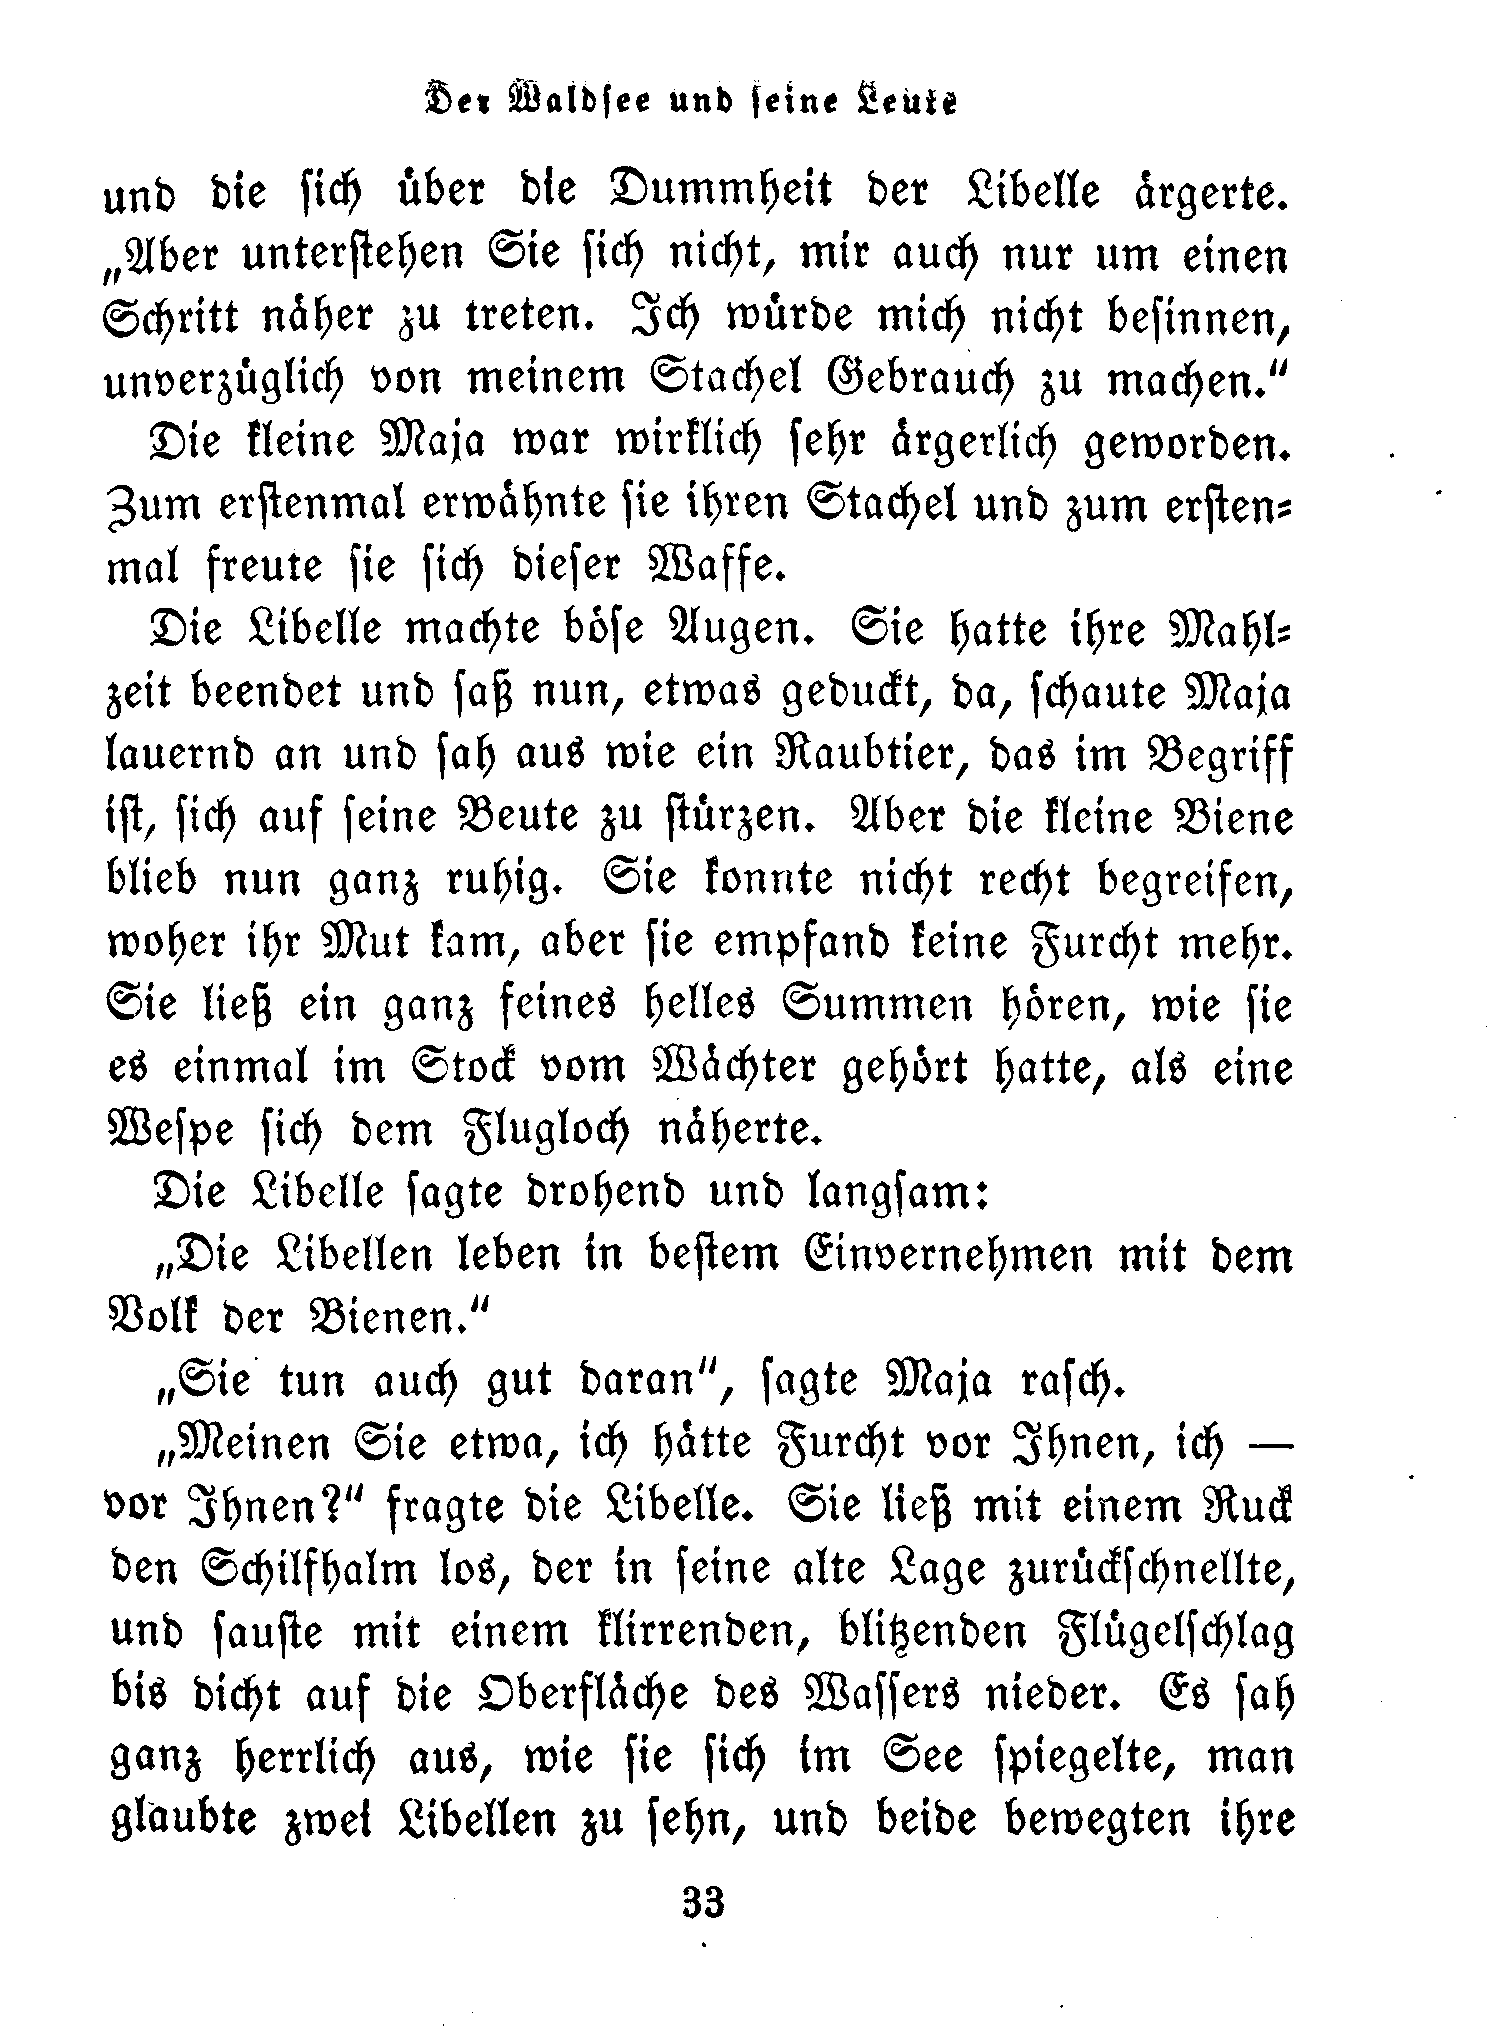 Der Waldsee und seine Leute
und die sich über die Dummheit der Libelle ärgerte.
„Aber unterstehen Sie sich nicht, mir auch nur um einen
Schritt näher zu treten. Ich würde mich nicht besinnen,
unverzüglich von meinem Stachel Gebrauch zu machen.“
Die kleine Maja war wirklich sehr ärgerlich geworden.
Zum erstenmal erwähnte sie ihren Stachel und zum ersten-
mal freute sie sich dieser Waffe.
Die Libelle machte böse Augen. Sie hatte ihre Mahl-
zeit beendet und saß nun, etwas geduckt, da, schaute Maja
lauernd an und sah aus wie ein Raubtier, das im Begriff
ist, sich auf seine Beute zu stürzen. Aber die kleine Biene
blieb nun ganz ruhig. Sie konnte nicht recht begreifen,
woher ihr Mut kam, aber sie empfand keine Furcht mehr.
Sie ließ ein ganz feines helles Summen hören, wie sie
es einmal im Stock vom Wächter gehört hatte, als eine
Wespe sich dem Flugloch näherte.
Die Libelle sagte drohend und langsam:
„Die Libellen leben in bestem Einvernehmen mit dem
Volk der Bienen.“
„Sie tun auch gut daran“, sagte Maja rasch.
„Meinen Sie etwa, ich hätte Furcht vor Ihnen, ich —
vor Ihnen?“ fragte die Libelle. Sie ließ mit einem Ruck
den Schilfhalm los, der in seine alte Lage zurückschnellte,
und sauste mit einem klirrenden, blitzenden Flügelschlag
bis dicht auf die Oberfläche des Wassers nieder. Es sah
ganz herrlich aus, wie sie sich im See spiegelte, man
glaubte zwei Libellen zu sehn, und beide bewegten ihre
33